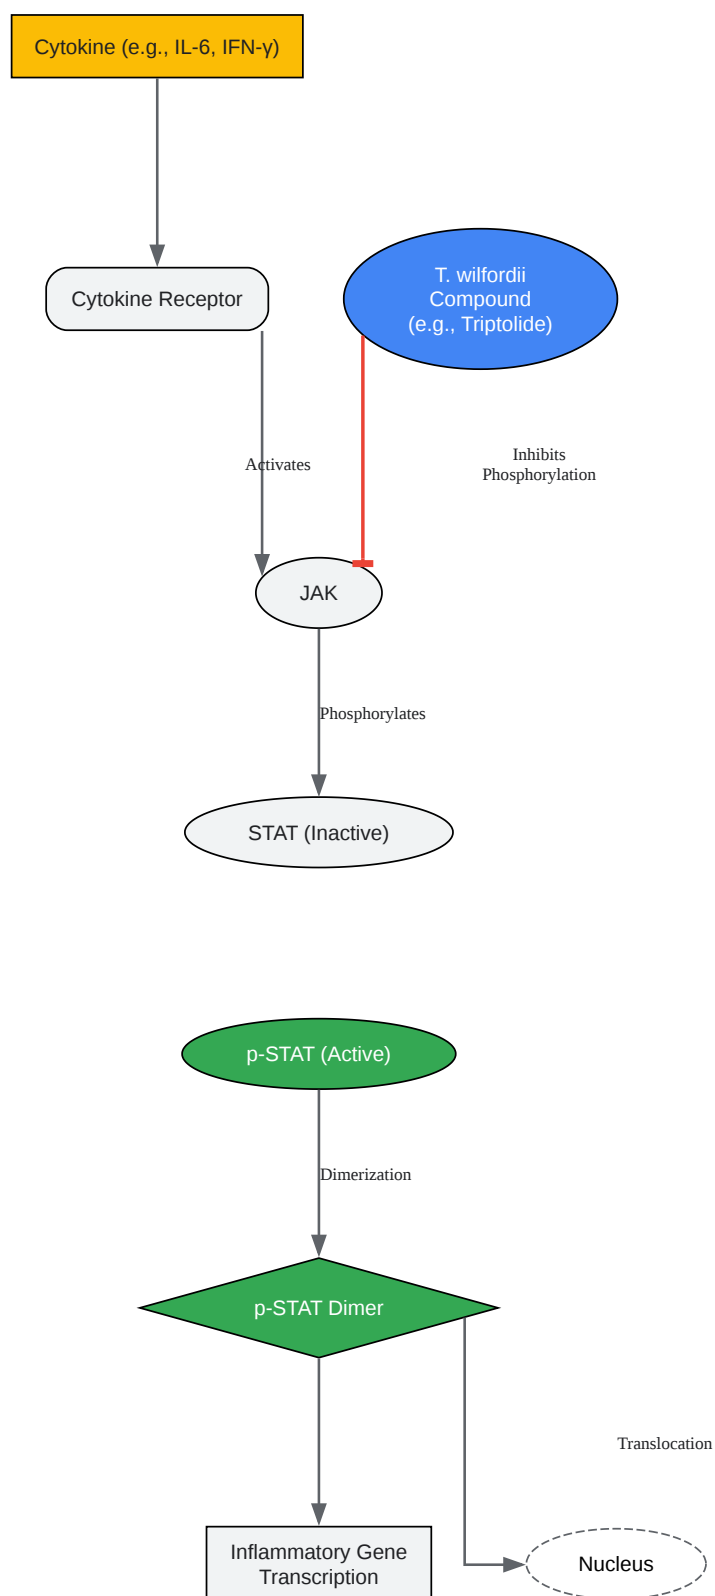 Cytokine (e.g., IL-6, IFN-γ)
Cytokine Receptor
T. wilfordii
Compound
(e.g., Triptolide)
Activates
Inhibits
Phosphorylation
JAK
Phosphorylates
STAT (Inactive)
p-STAT (Active)
Dimerization
p-STAT Dimer
Translocation
Inflammatory Gene
Transcription
Nucleus